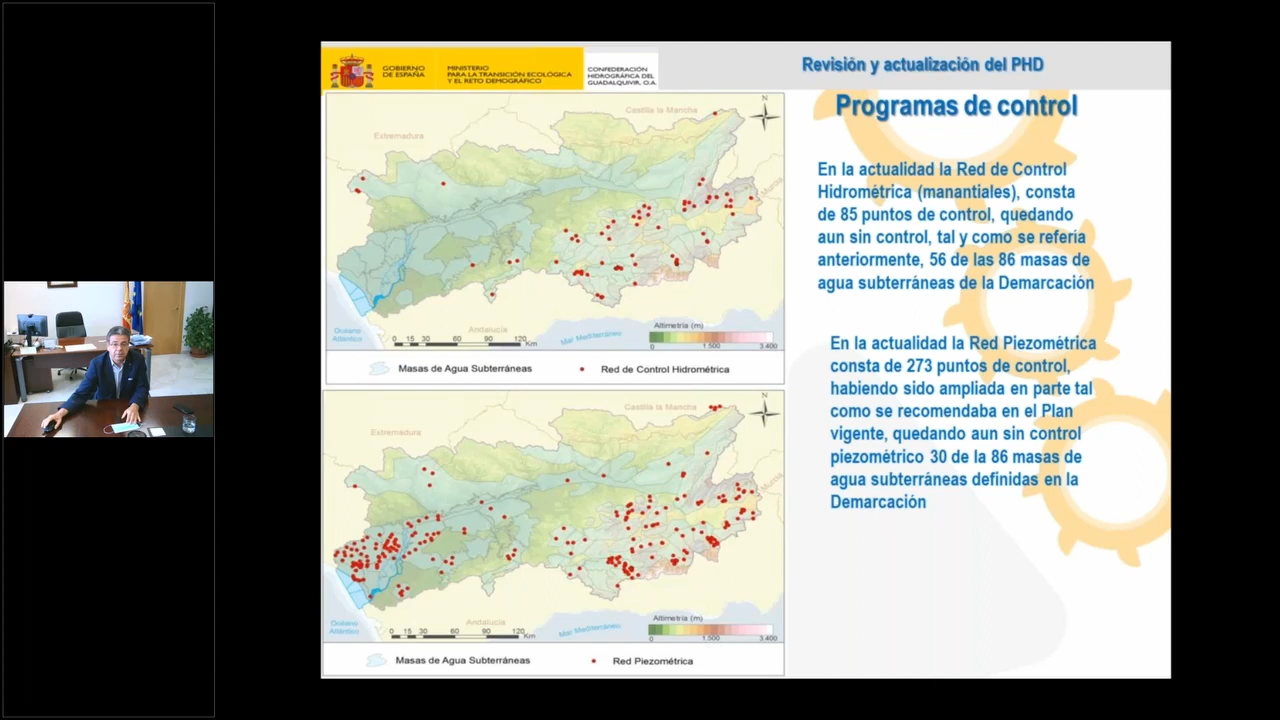 GOBIERNO
DE ESPAÑA
MINISTERIO
PARA LA TRANSICIÓN ECOLÓGICA
Y EL RETO DEMOGRÁFICO
CONFEDERACIÓN
HIDROGRÁFICA DEL
GUADALQUIVIR, O.A.
Revisión y actualización del PHD
Programas de control
En la actualidad la Red de Control
Hidrométrica (manantiales), consta
de 85 puntos de control, quedando
aun sin control, tal y como se refería
anteriormente, 56 de las 86 masas de
agua subterráneas de la Demarcación
En la actualidad la Red Piezométrica
consta de 273 puntos de control,
habiendo sido ampliada en parte tal
como se recomendaba en el Plan
vigente, quedando aun sin control
piezométrico 30 de la 86 masas de
agua subterráneas definidas en la
Demarcación
Castilla la Mancha
N
Extremadura
Murcia
Andalucía
Océano
Atlántico
Mar Mediterráneo
0 15 30 60 90 120 Km
Altimetría (m)
0 1.500 3.400
Masas de Agua Subterráneas
Red de Control Hidrométrica
Castilla la Mancha
N
Extremadura
Murcia
Andalucía
Océano
Atlántico
Mar Mediterráneo
0 15 30 60 90 120 Km
Altimetría (m)
0 1.500 3.400
Masas de Agua Subterráneas
Red Piezométrica